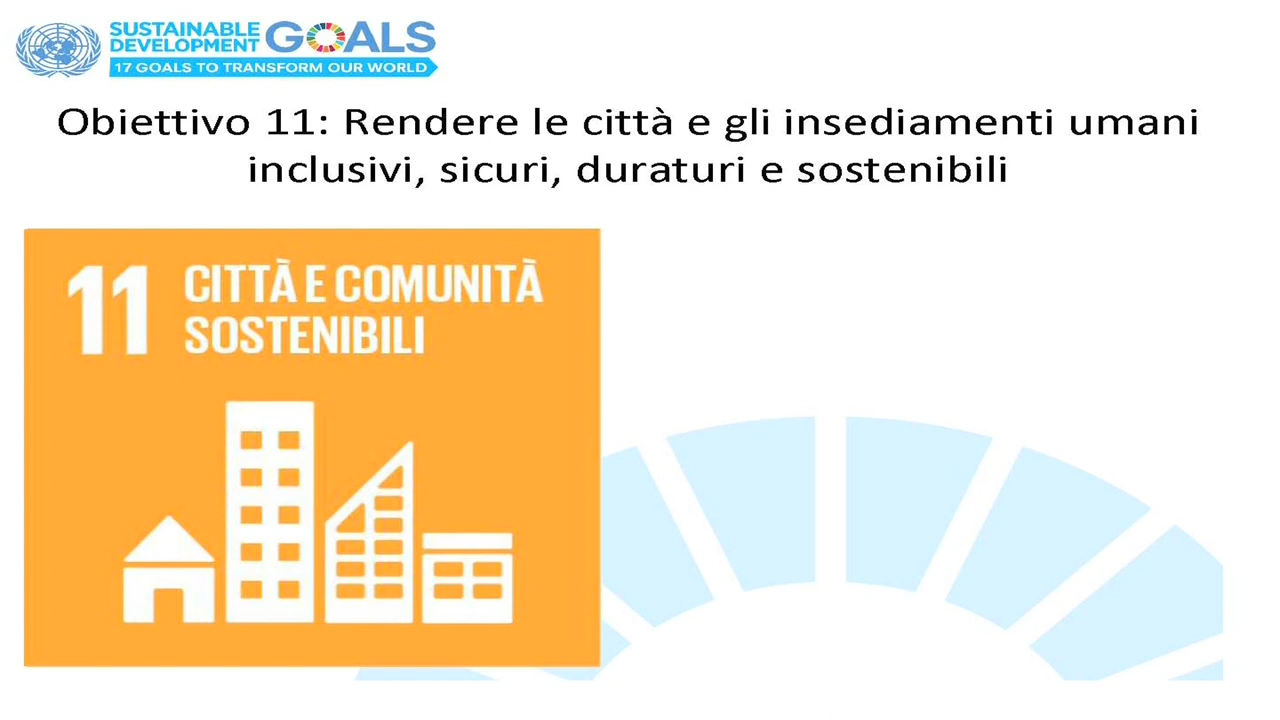 SUSTAINABLE
DEVELOPMENT
GOALS
17 GOALS TO TRANSFORM OUR WORLD
Obiettivo 11: Rendere le città e gli insediamenti umani
inclusivi, sicuri, duraturi e sostenibili
11
CITTÀ E COMUNITÀ
SOSTENIBILI